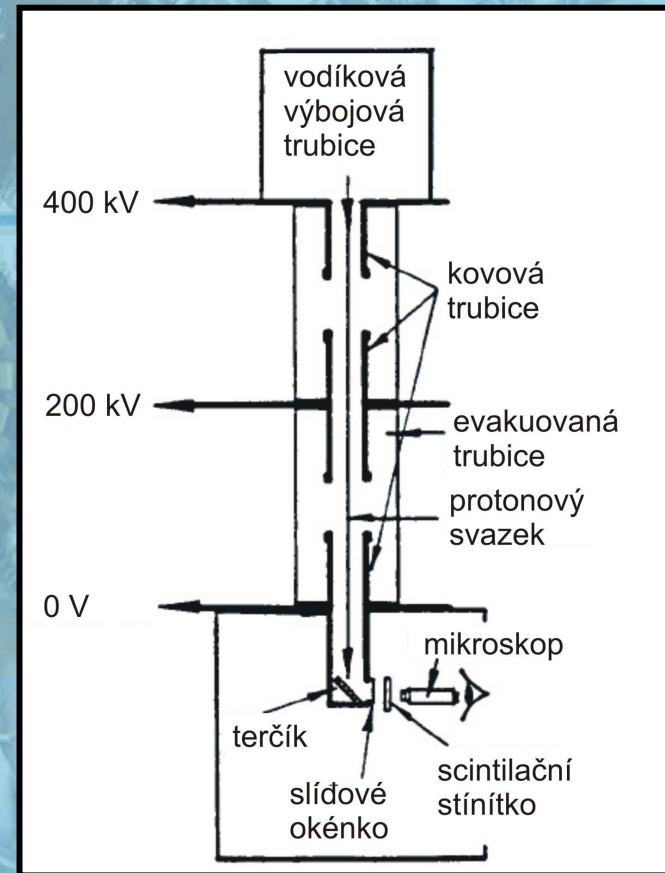 vodíková
výbojová
trubice
400 kV
kovová
trubice
200 kV
evakuovaná
trubice
protonový
svazek
0 V
mikroskop
terčík
scintilační
stínítko
slíďové
okénko